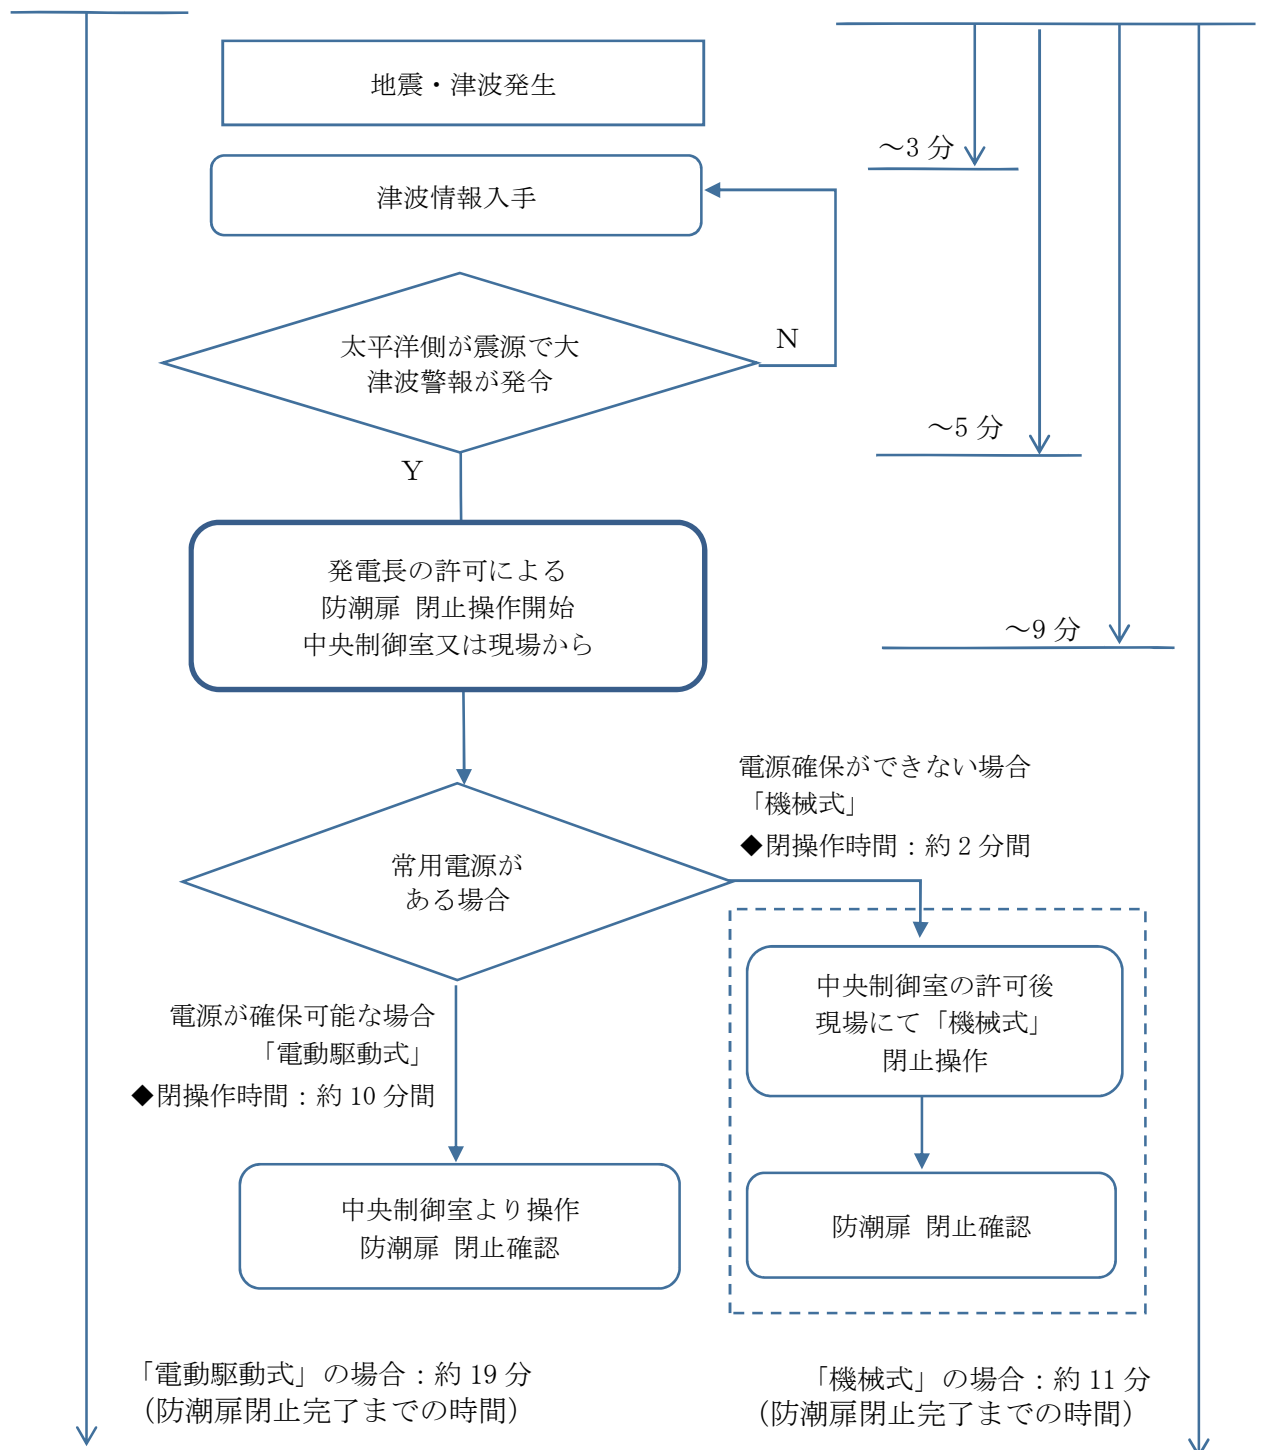 地震・津波発生
～3 分
津波情報入手
N
太平洋側が震源で大
津波警報が発令
～5 分
Y
発電長の許可による
防潮扉 閉止操作開始
中央制御室又は現場から
～9 分
電源確保ができない場合
「機械式」
◆閉操作時間：約 2 分間
常用電源が
ある場合
中央制御室の許可後
現場にて「機械式」
閉止操作
電源が確保可能な場合
「電動駆動式」
◆閉操作時間：約 10 分間
中央制御室より操作
防潮扉 閉止確認
防潮扉 閉止確認
「電動駆動式」の場合：約 19 分
（防潮扉閉止完了までの時間）
「機械式」の場合：約 11 分
（防潮扉閉止完了までの時間）